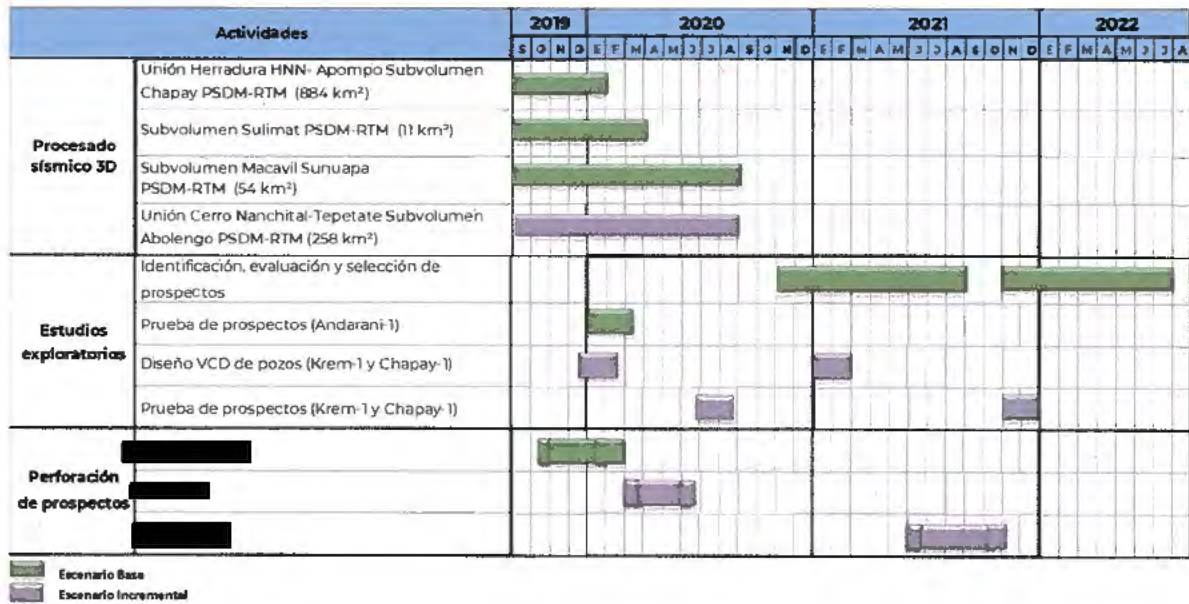 Actividades
2019 2020 2021 2022
S O N D E F M A M J J A S O N D E F M A M J J A S O N D E F M A M J J A
Procesado
sísmico 3D
Unión Herradura HNN- Apompo Subvolumen
Chapay PSDM-RTM (884 km²)
Subvolumen Sulimat PSDM-RTM (11 km²)
Subvolumen Macavil Sunuapa
PSDM-RTM (54 km²)
Unión Cerro Nanchital-Tepetate Subvolumen
Abolengo PSDM-RTM (258 km²)
Estudios
exploratorios
Identificación, evaluación y selección de
prospectos
Prueba de prospectos (Andarani-1)
Diseño VCD de pozos (Krem-1 y Chapay-1)
Prueba de prospectos (Krem-1 y Chapay-1)
Perforación
de prospectos
Escenario Base
Escenario Incremental